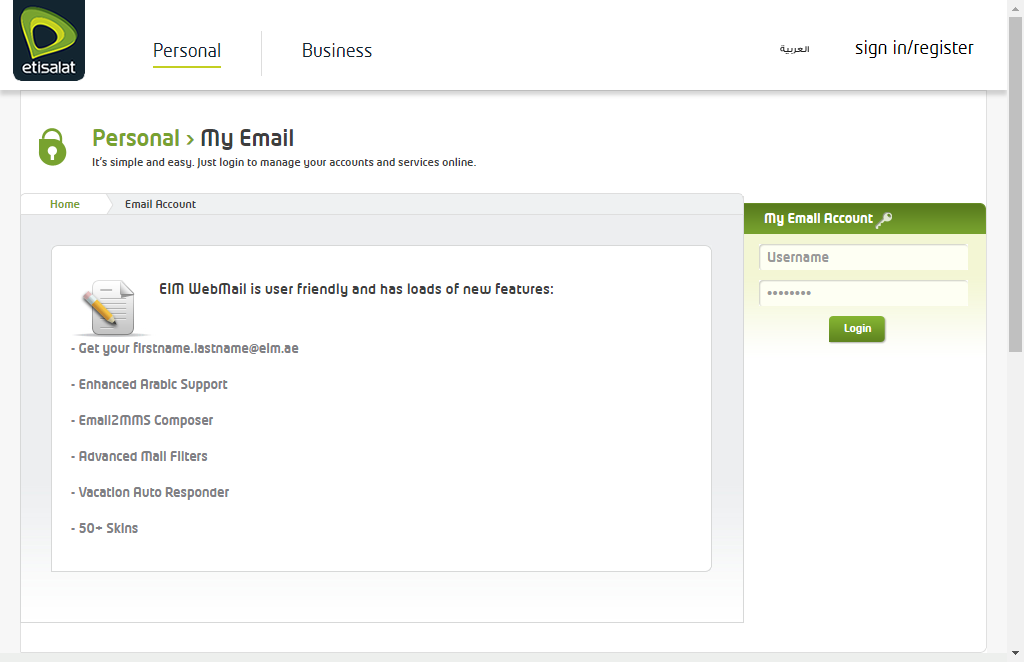 etisalat
Personal
Business
العربية
sign in/register
Personal › My Email
It's simple and easy. Just login to manage your accounts and services online.
Home
Email Account
My Email Account
Username
••••••••
Login
EIM WebMail is user friendly and has loads of new features:
- Get your firstname.lastname@eim.ae
- Enhanced Arabic Support
- Email2MMS Composer
- Advanced Mail Filters
- Vacation Auto Responder
- 50+ Skins